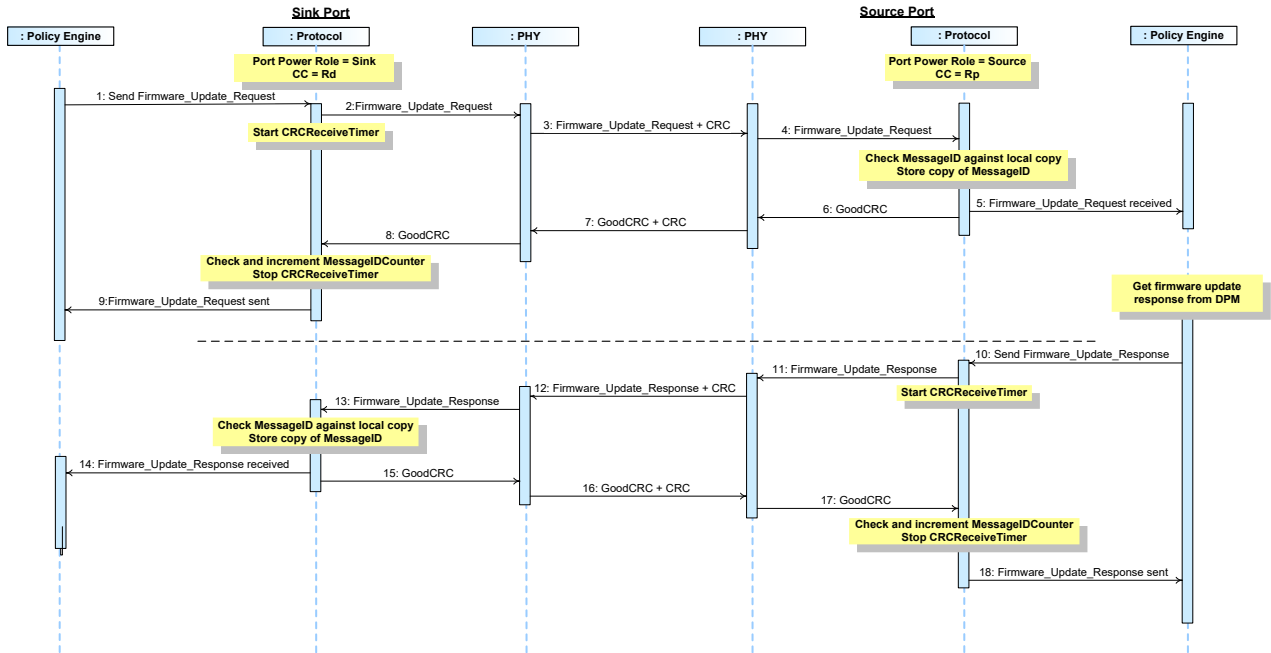 Sink Port
Source Port
: Policy Engine
: Protocol
: PHY
: PHY
: Protocol
: Policy Engine
Port Power Role = Sink
CC = Rd
Port Power Role = Source
CC = Rp
1: Send Firmware_Update_Request
2:Firmware_Update_Request
Start CRCReceiveTimer
3: Firmware_Update_Request + CRC
4: Firmware_Update_Request
Check MessageID against local copy
Store copy of MessageID
5: Firmware_Update_Request received
6: GoodCRC
7: GoodCRC + CRC
8: GoodCRC
Check and increment MessageIDCounter
Stop CRCReceiveTimer
9:Firmware_Update_Request sent
Get firmware update
response from DPM
10: Send Firmware_Update_Response
11: Firmware_Update_Response
Start CRCReceiveTimer
12: Firmware_Update_Response + CRC
13: Firmware_Update_Response
Check MessageID against local copy
Store copy of MessageID
14: Firmware_Update_Response received
15: GoodCRC
16: GoodCRC + CRC
17: GoodCRC
Check and increment MessageIDCounter
Stop CRCReceiveTimer
18: Firmware_Update_Response sent